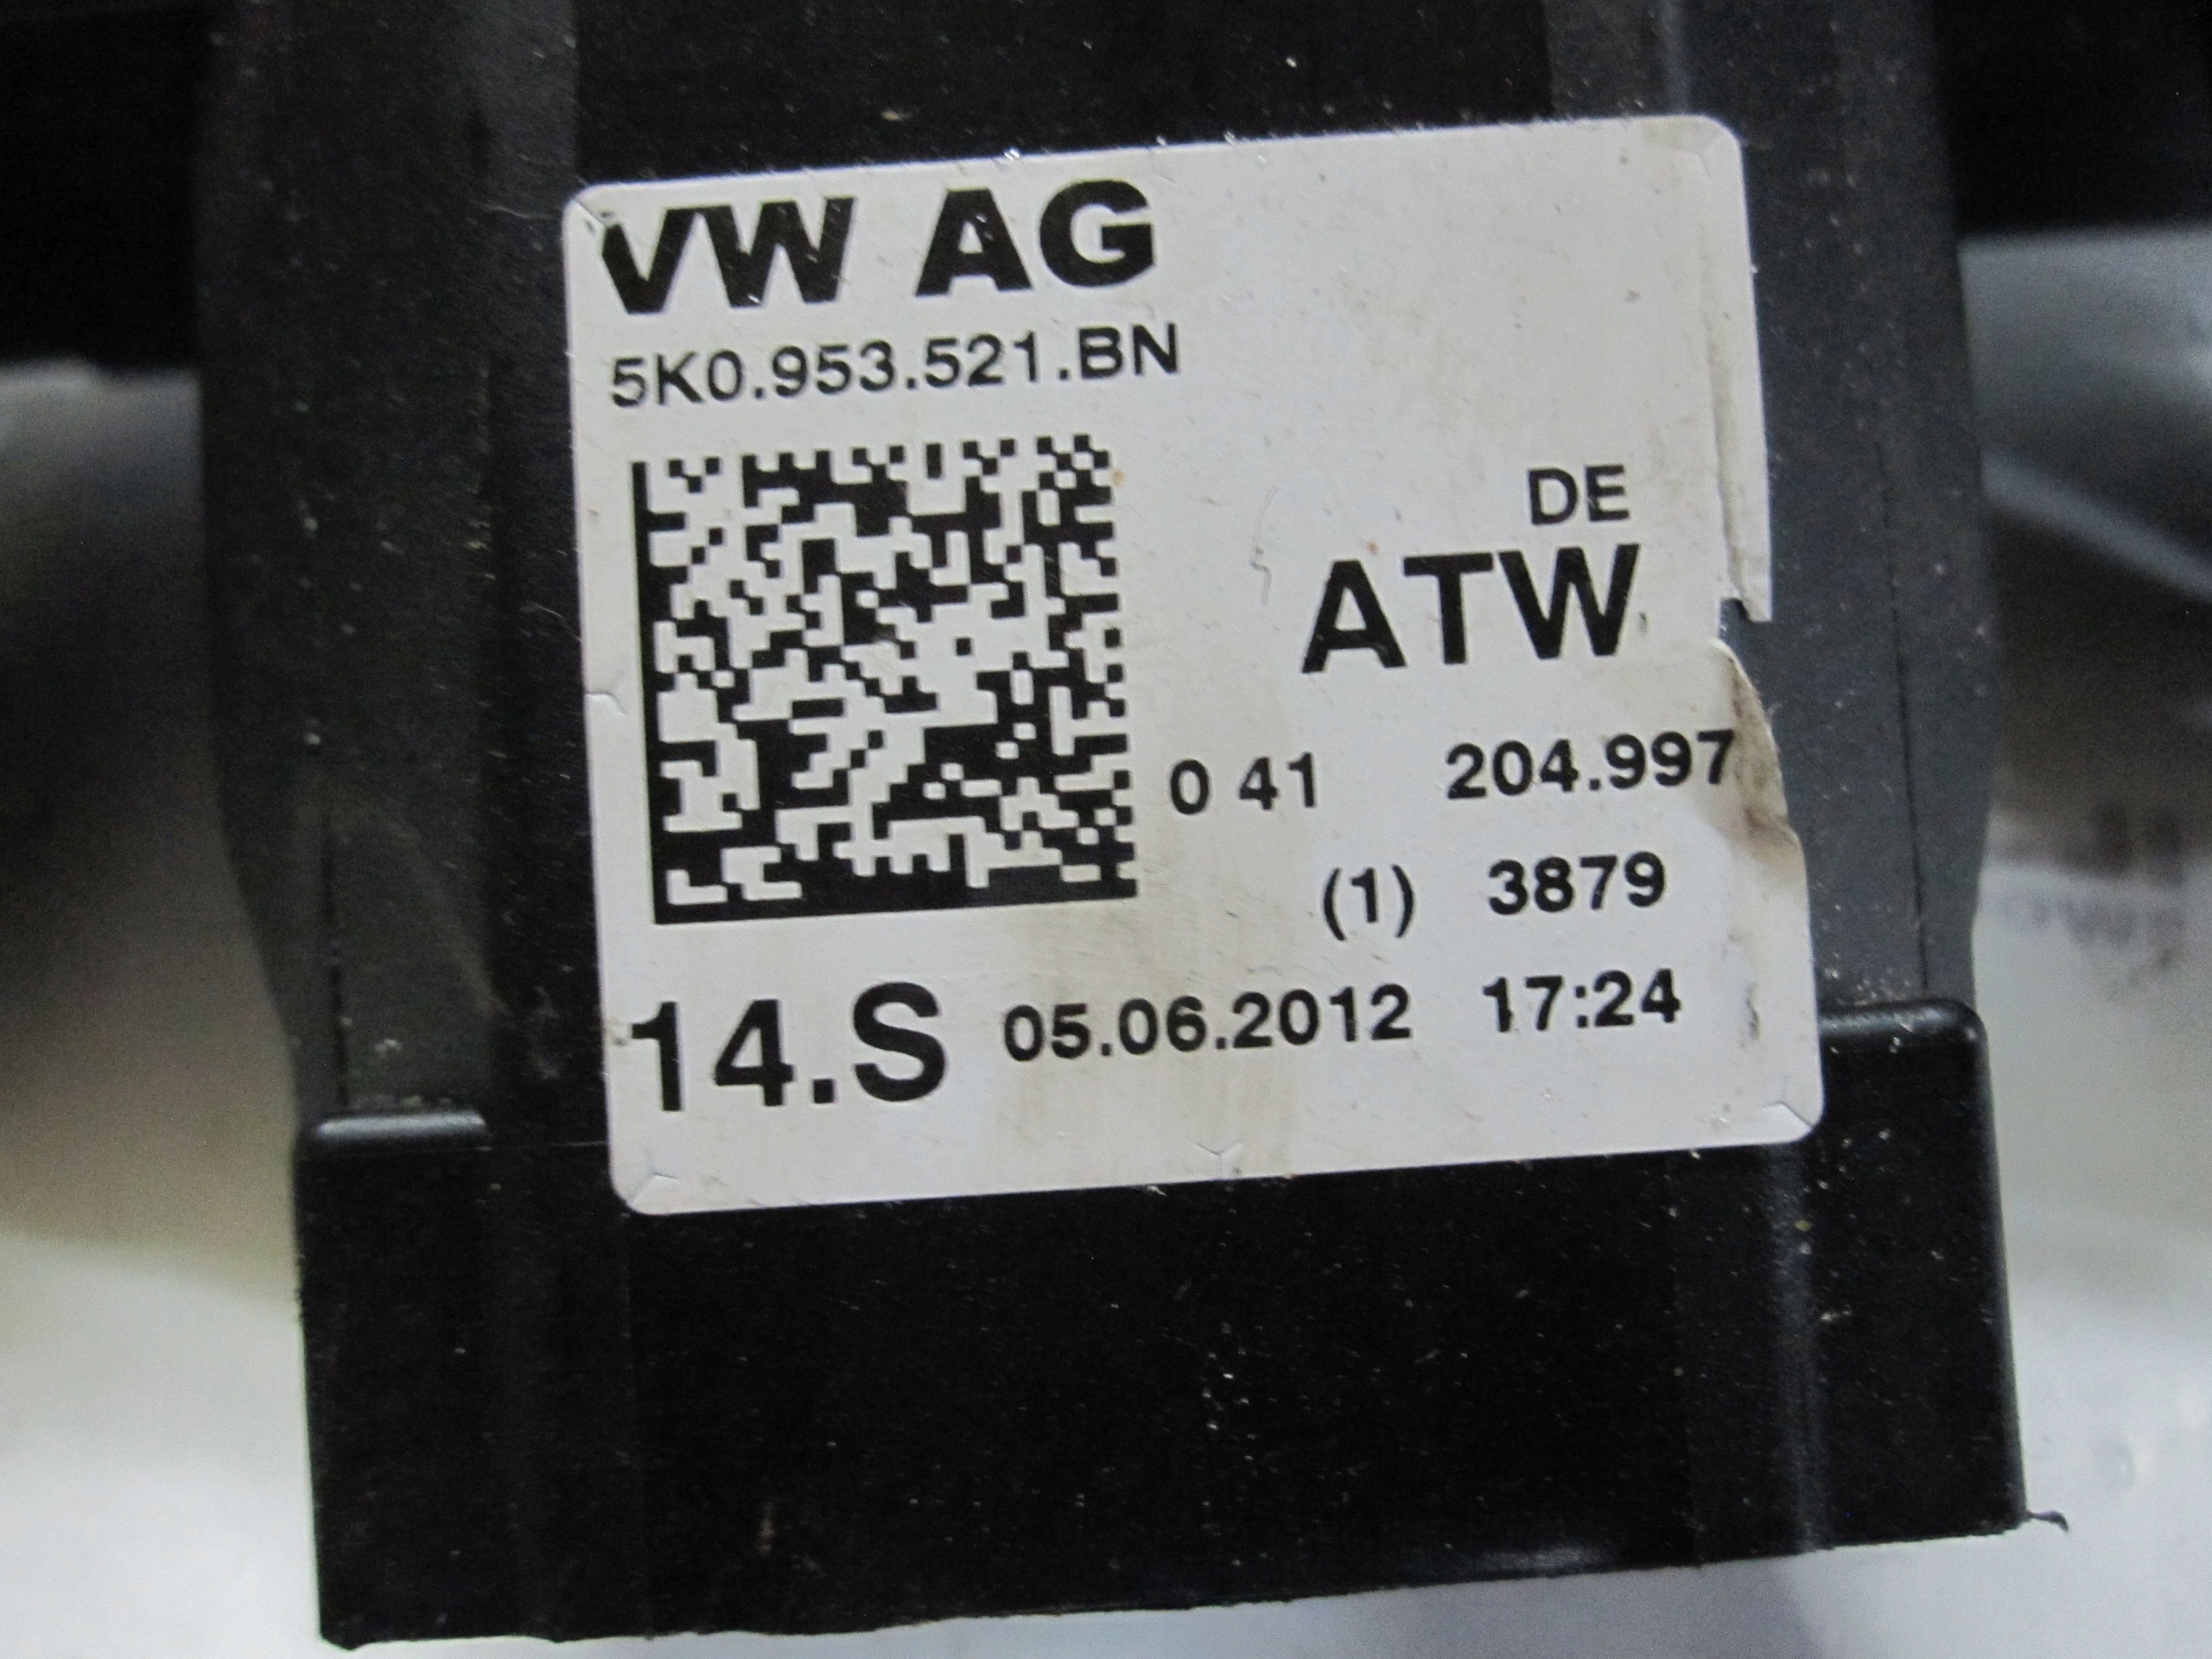 VW AG
5K0.953.521.BN
DE
ATW
0 41 204.997
(1) 3879
14.S 05.06.2012 17:24